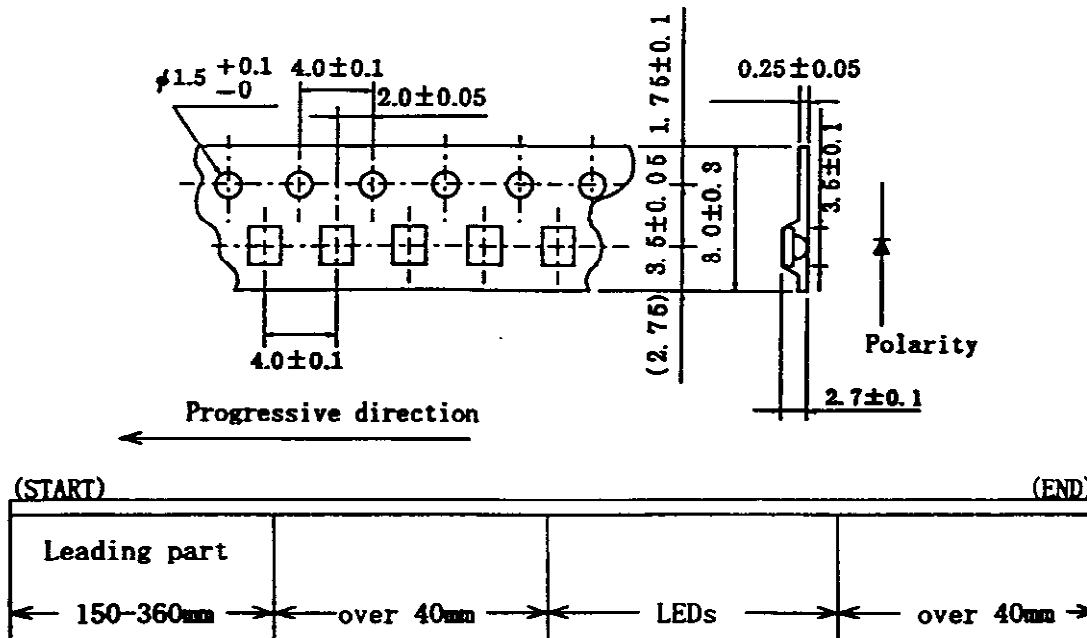 ϕ1.5 +0.1 -0
4.0±0.1
2.0±0.05
1.75±0.1
3.5±0.05
(2.75)
8.0±0.3
0.25±0.05
3.5±0.1
Polarity
2.7±0.1
4.0±0.1
Progressive direction
(START) (END)
Leading part
150-360mm over 40mm LEDs over 40mm